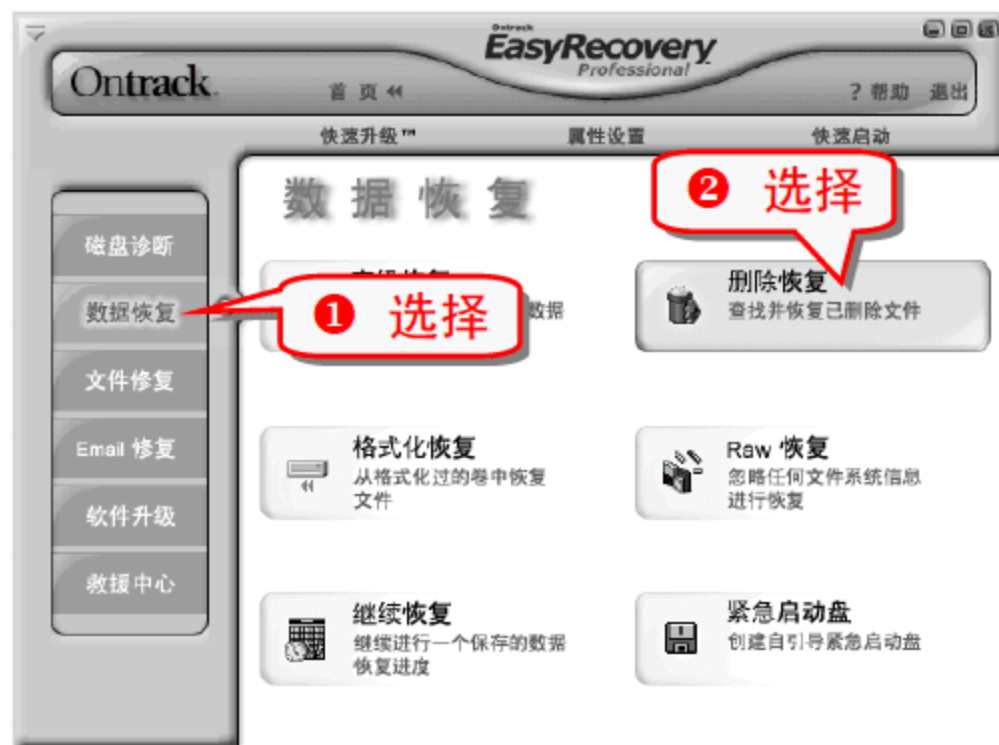 Ontrack
EasyRecovery
Professional
Ontrack
首 页
? 帮助 退出
快速升级™ 属性设置 快速启动
数 据 恢 复
❷ 选择
磁盘诊断
数据恢复
文件修复
Email 修复
软件升级
救援中心
❶ 选择
数据
删除恢复
查找并恢复已删除文件
格式化恢复
从格式化过的卷中恢复
文件
Raw 恢复
忽略任何文件系统信息
进行恢复
继续恢复
继续进行一个保存的数据
恢复进度
紧急启动盘
创建自引导紧急启动盘